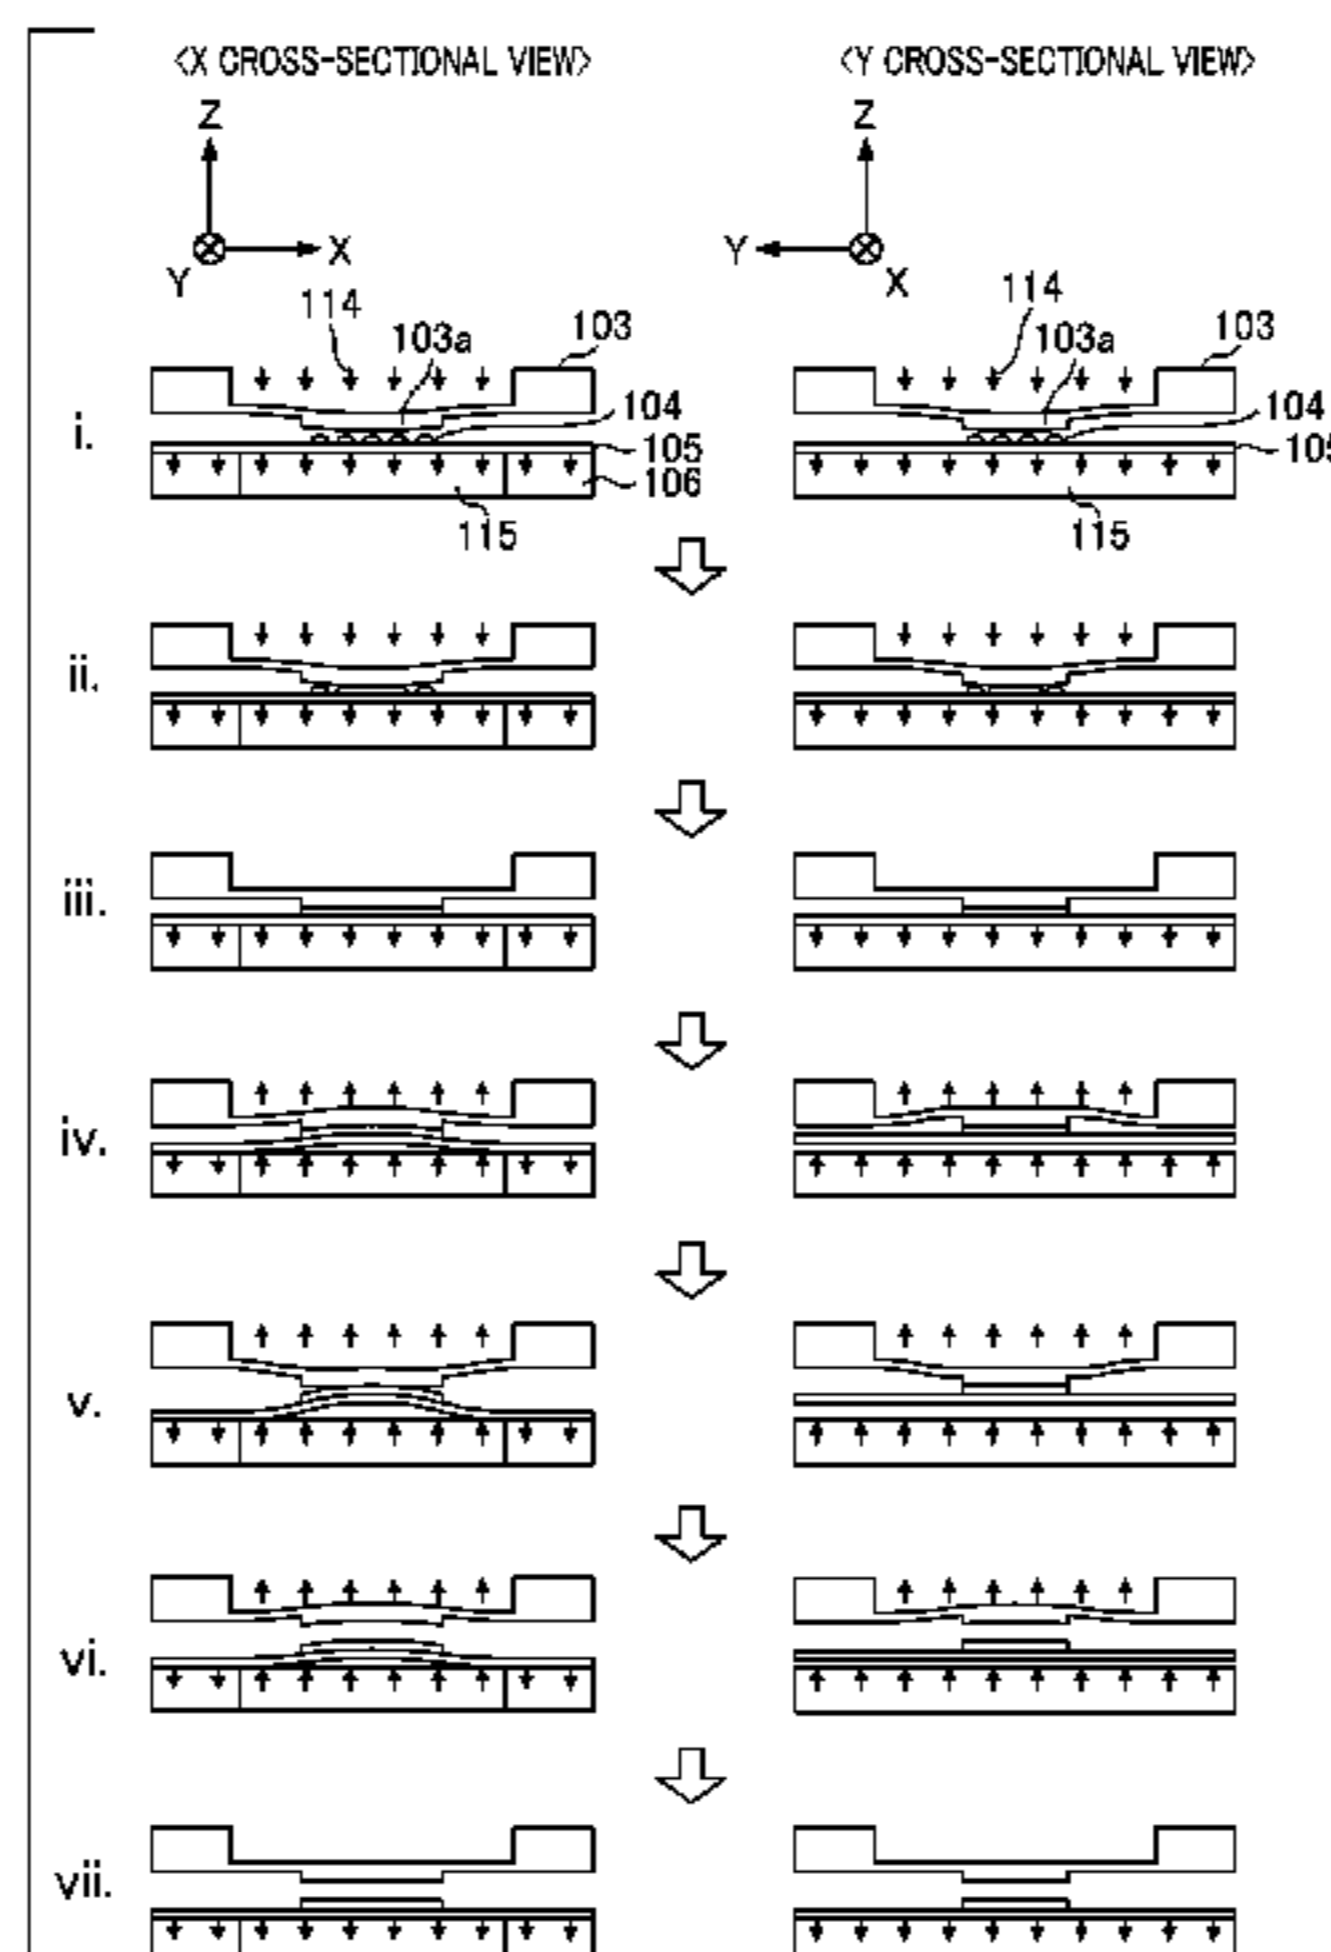 <X CROSS-SECTIONAL VIEW> <Y CROSS-SECTIONAL VIEW>
Z Z
X Y
Y X
114 114
103a 103 103a 103
i. 104 104
105 105
106
115 115
ii.
iii.
iv.
v.
vi.
vii.